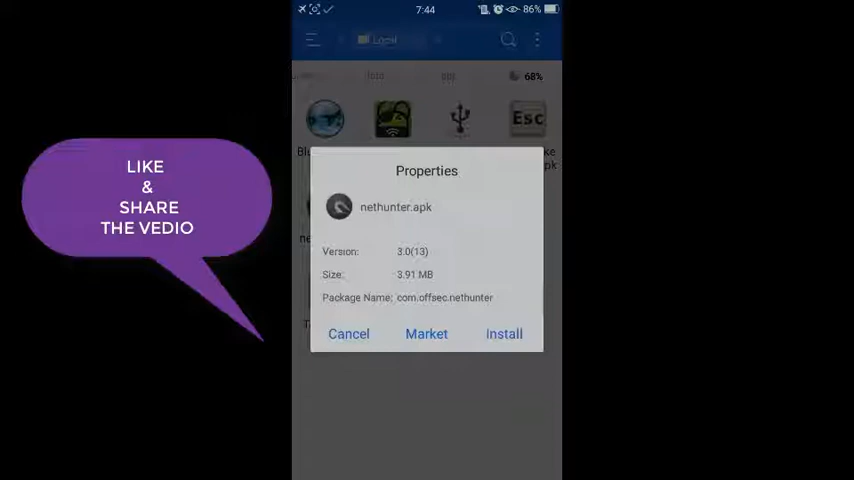 7:44
86%
Local
68%
Esc
LIKE
&
SHARE
THE VEDIO
Properties
nethunter.apk
Version: 3.0(13)
Size: 3.91 MB
Package Name: com.offsec.nethunter
Cancel Market Install